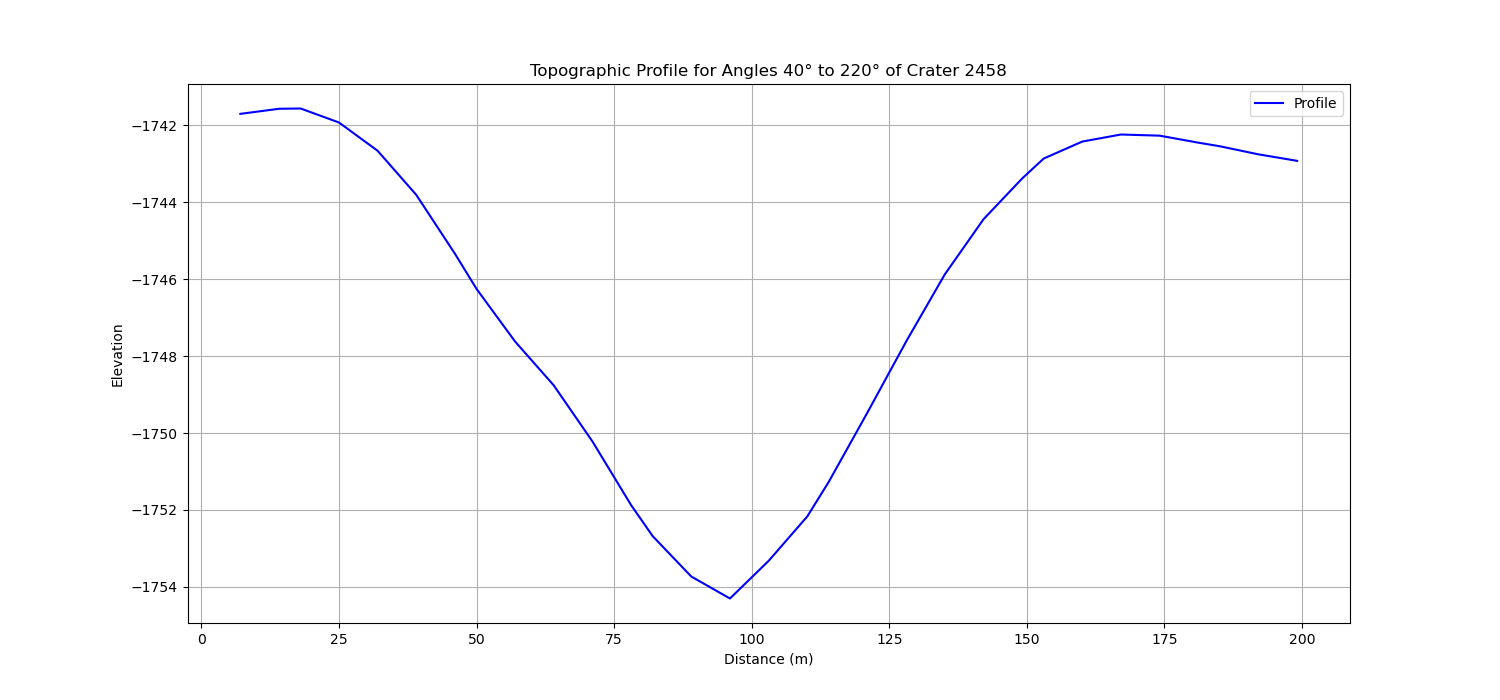 Topographic Profile for Angles 40° to 220° of Crater 2458
Profile
−1742
−1744
−1746
−1748
−1750
−1752
−1754
Elevation
0 25 50 75 100 125 150 175 200
Distance (m)